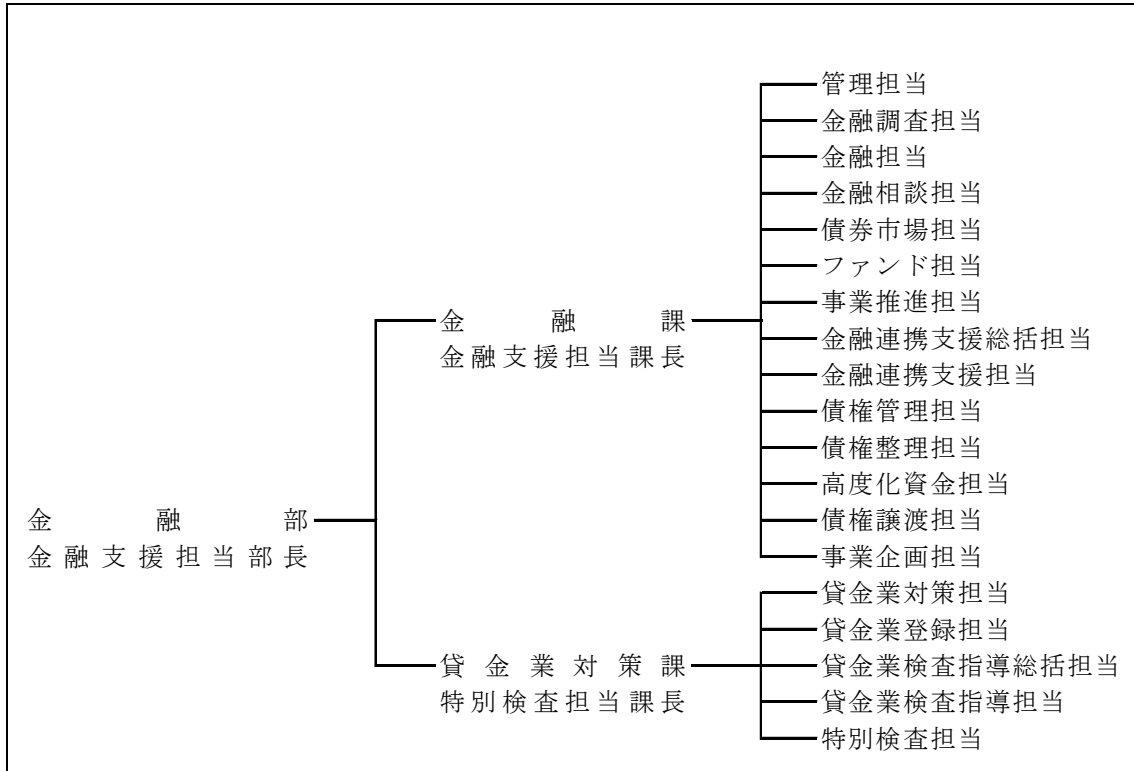 管理担当
金融調査担当
金融担当
金融相談担当
債券市場担当
ファンド担当
事業推進担当
金融課
金融支援担当課長
金融連携支援総括担当
金融連携支援担当
債権管理担当
債権整理担当
高度化資金担当
債権譲渡担当
事業企画担当
金融部
金融支援担当部長
貸金業対策担当
貸金業登録担当
貸金業対策課
特別検査担当課長
貸金業検査指導総括担当
貸金業検査指導担当
特別検査担当